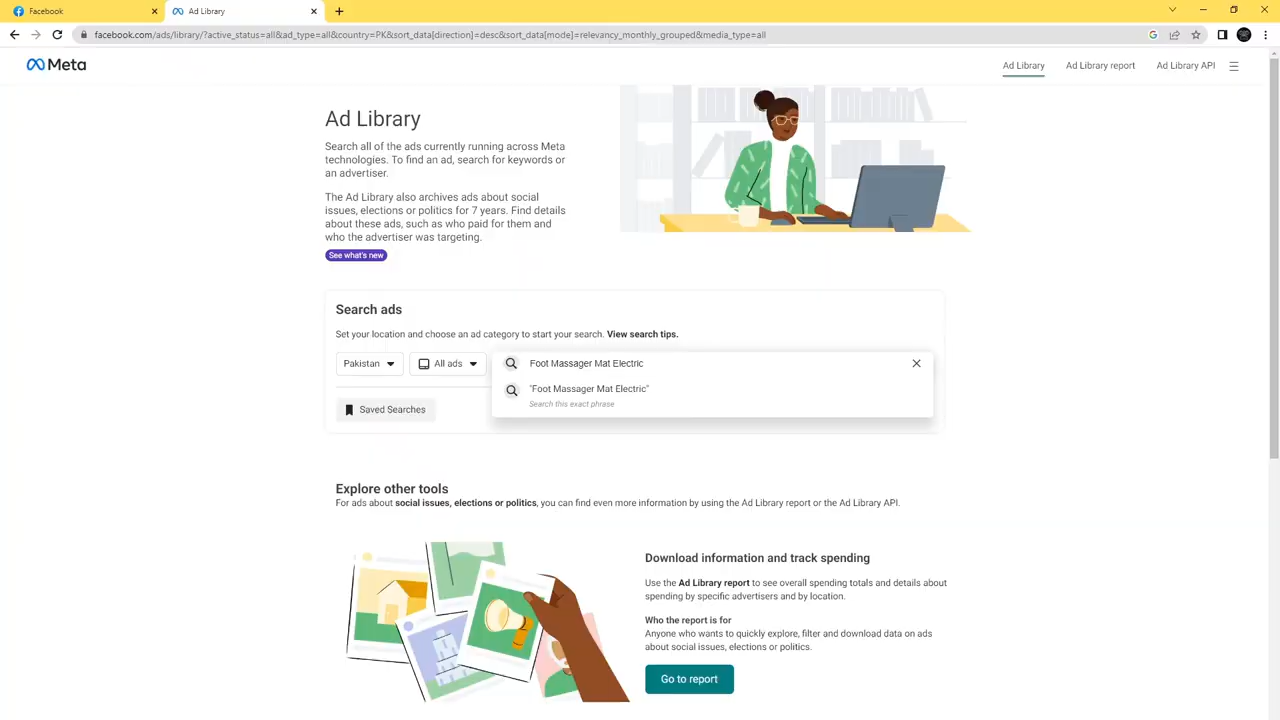 Facebook
Ad Library
facebook.com/ads/library/?active_status=all&ad_type=all&country=PK&sort_data[direction]=desc&sort_data[mode]=relevancy_monthly_grouped&media_type=all
Meta
Ad Library
Ad Library report
Ad Library API
Ad Library
Search all of the ads currently running across Meta
technologies. To find an ad, search for keywords or
an advertiser.
The Ad Library also archives ads about social
issues, elections or politics for 7 years. Find details
about these ads, such as who paid for them and
who the advertiser was targeting.
See what's new
Search ads
Set your location and choose an ad category to start your search. View search tips.
Pakistan
All ads
Foot Massager Mat Electric
"Foot Massager Mat Electric"
Search this exact phrase
Saved Searches
Explore other tools
For ads about social issues, elections or politics, you can find even more information by using the Ad Library report or the Ad Library API.
Download information and track spending
Use the Ad Library report to see overall spending totals and details about
spending by specific advertisers and by location.
Who the report is for
Anyone who wants to quickly explore, filter and download data on ads
about social issues, elections or politics.
Go to report